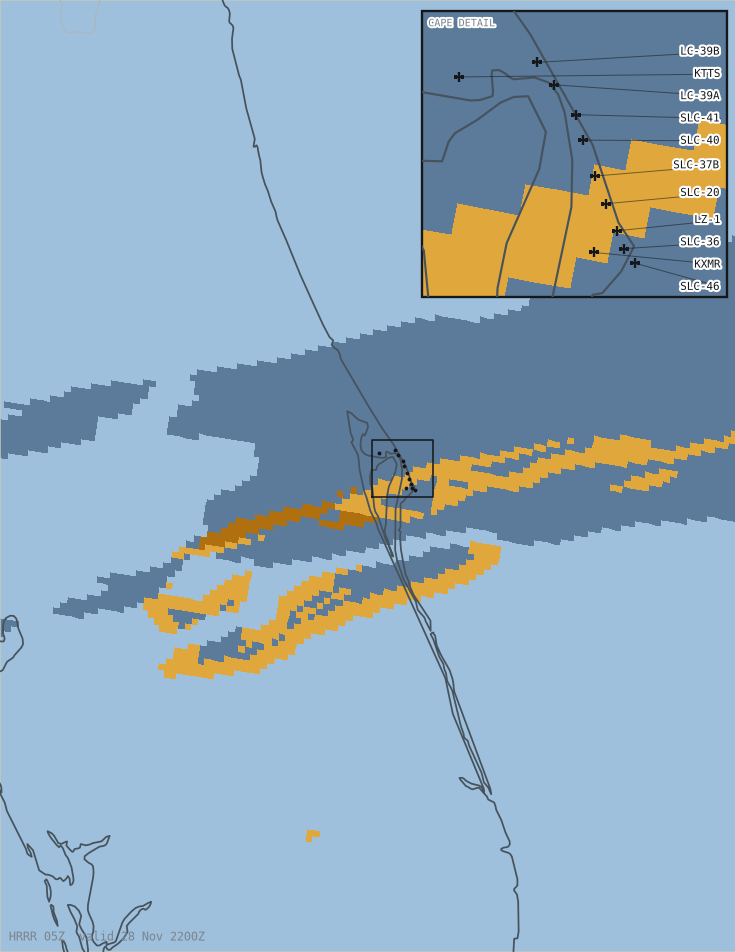 CAPE DETAIL
LC-39B
KTTS
LC-39A
SLC-41
SLC-40
SLC-37B
SLC-20
LZ-1
SLC-36
KXMR
SLC-46
HRRR 05Z valid 28 Nov 2200Z